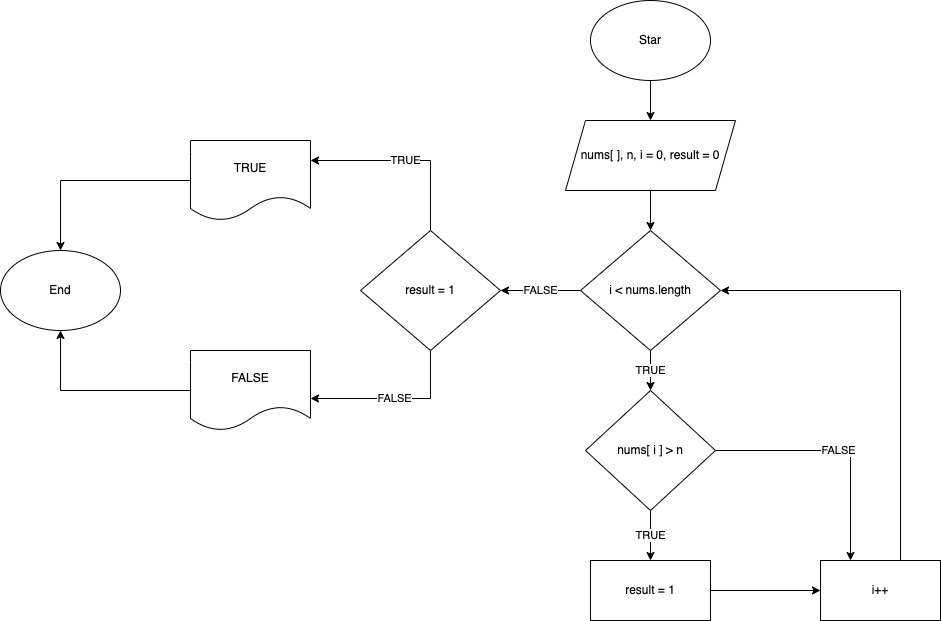 Star
nums[ ], n, i = 0, result = 0
i < nums.length
FALSE
result = 1
TRUE
TRUE
FALSE
FALSE
End
TRUE
nums[ i ] > n
FALSE
TRUE
result = 1
i++